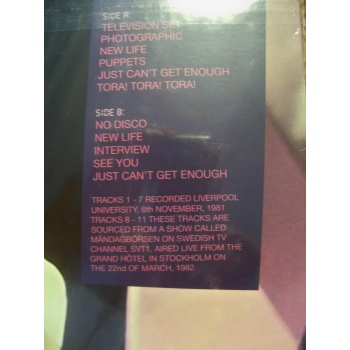 SIDE A:
TELEVISION SET
PHOTOGRAPHIC
NEW LIFE
PUPPETS
JUST CAN'T GET ENOUGH
TORA! TORA! TORA!
SIDE B:
NO DISCO
NEW LIFE
INTERVIEW
SEE YOU
JUST CAN'T GET ENOUGH
TRACKS 1 - 7 RECORDED LIVERPOOL
UNIVERSITY, 6th NOVEMBER, 1981
TRACKS 8 - 11 THESE TRACKS ARE
SOURCED FROM A SHOW CALLED
MÅNDAGBÖRSEN ON SWEDISH TV
CHANNEL SVT1, AIRED LIVE FROM THE
GRAND HÔTEL IN STOCKHOLM ON
THE 22nd OF MARCH, 1982.